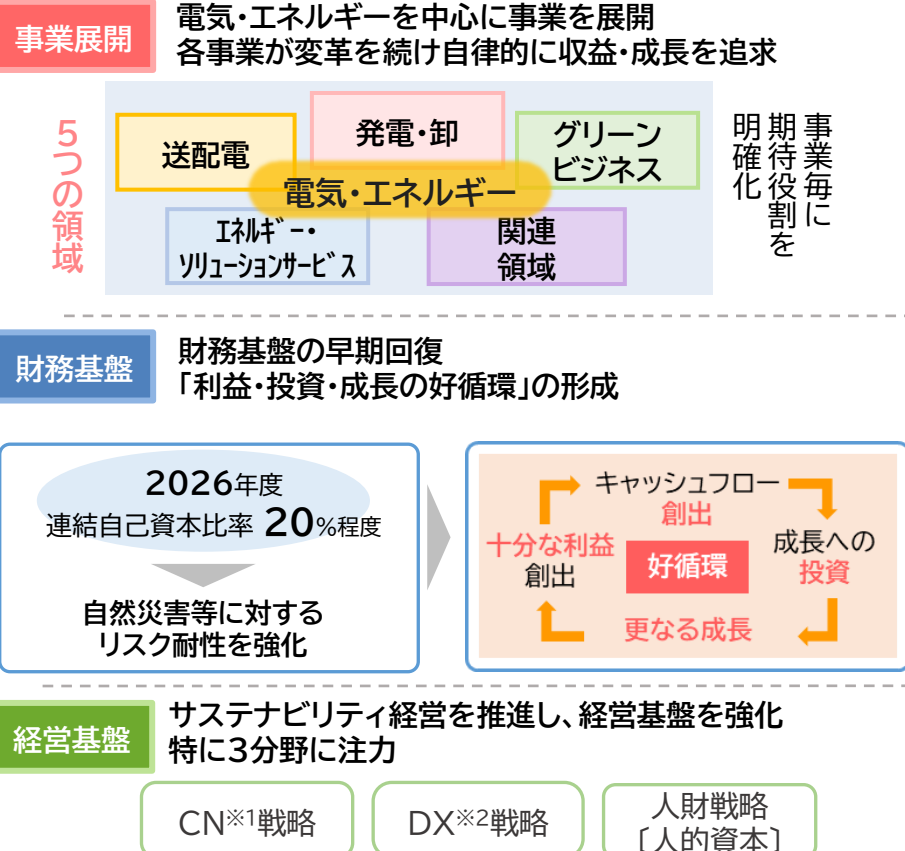 事業展開
電気・エネルギーを中心に事業を展開
各事業が変革を続け自律的に収益・成長を追求
5つの領域
送配電
発電・卸
グリーン
ビジネス
電気・エネルギー
ｴﾈﾙｷﾞｰ・
ｿﾘｭｰｼｮﾝｻｰﾋﾞｽ
関連
領域
事業毎に
期待役割を
明確化
財務基盤
財務基盤の早期回復
「利益・投資・成長の好循環」の形成
2026年度
連結自己資本比率 20%程度
自然災害等に対する
リスク耐性を強化
キャッシュフロー
創出
十分な利益
創出
好循環
成長への
投資
更なる成長
経営基盤
サステナビリティ経営を推進し、経営基盤を強化
特に3分野に注力
CN※1戦略
DX※2戦略
人財戦略
〔人的資本〕